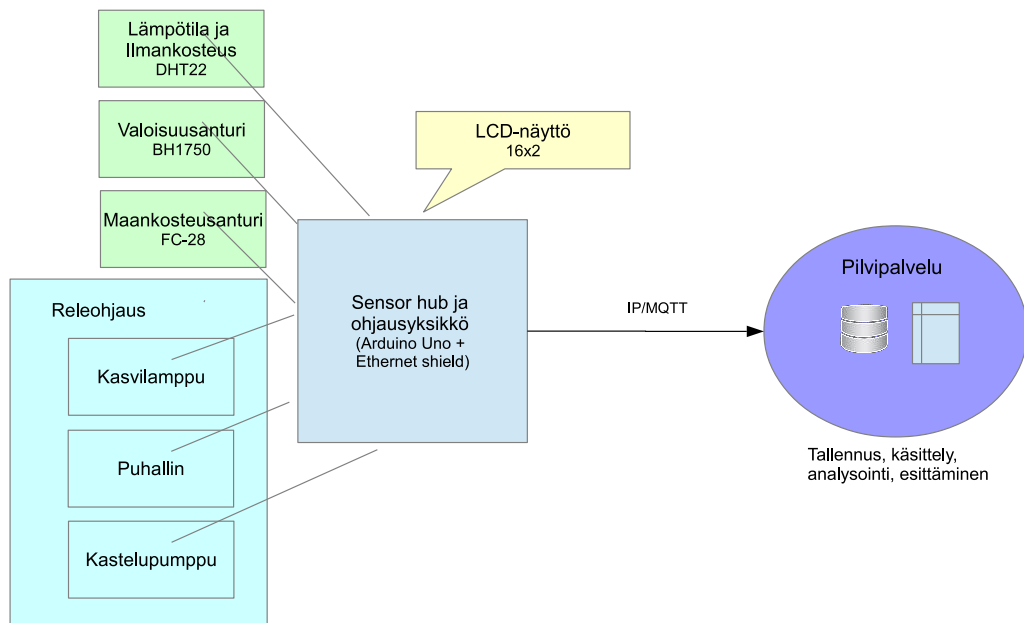 Lämpötila ja
Ilmankosteus
DHT22
Valoisuusanturi
BH1750
Maankosteusanturi
FC-28
LCD-näyttö
16x2
Releohjaus
Kasvilamppu
Puhallin
Kastelupumppu
Sensor hub ja
ohjausyksikkö
(Arduino Uno +
Ethernet shield)
IP/MQTT
Pilvipalvelu
Tallennus, käsittely,
analysointi, esittäminen